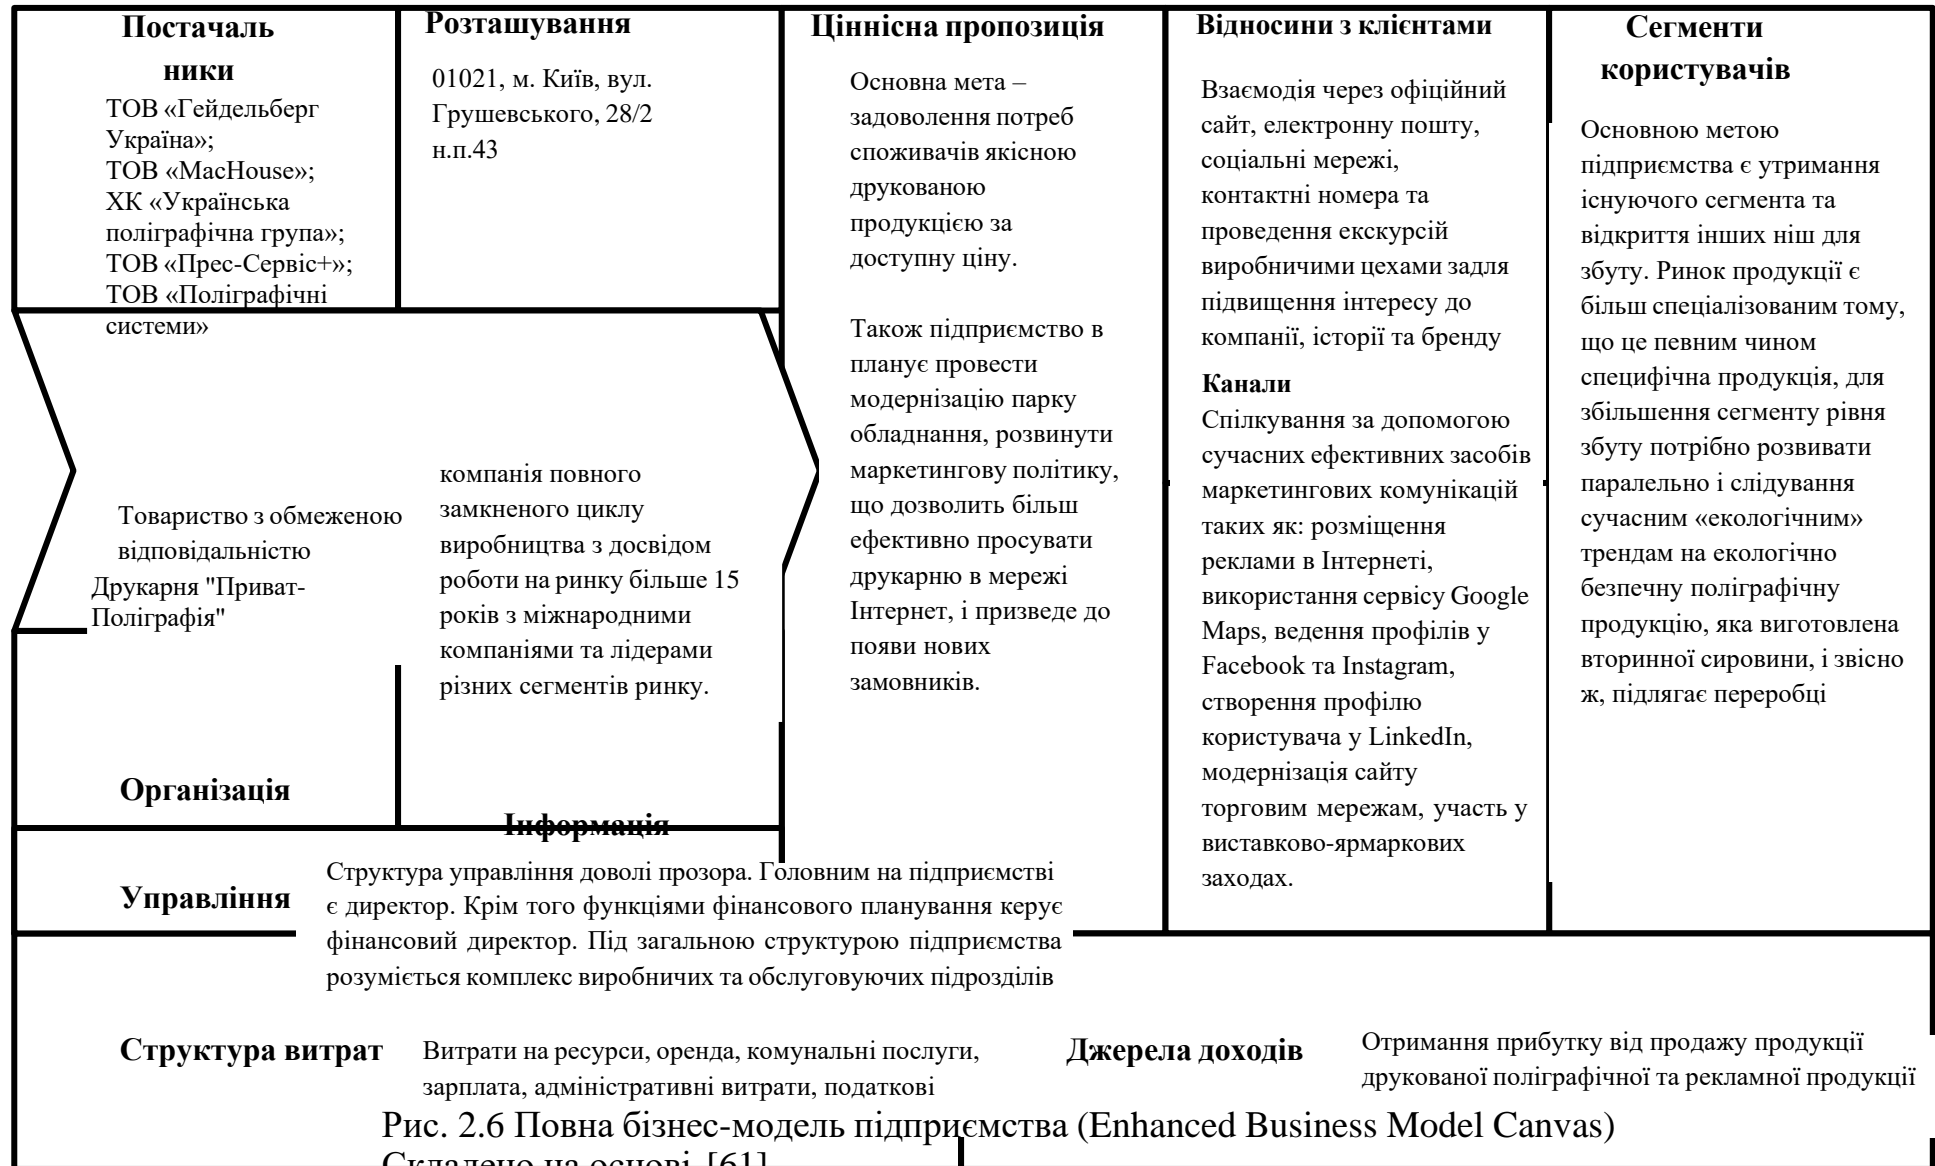 Постачаль
ники
ТОВ «Гейдельберг
Україна»;
ТОВ «MacHouse»;
ХК «Українська
поліграфічна група»;
ТОВ «Прес-Сервіс+»;
ТОВ «Поліграфічні
системи»
Розташування
01021, м. Київ, вул.
Грушевського, 28/2
н.п.43
Товариство з обмеженою
відповідальністю
Друкарня "Приват-
Поліграфія"
Організація
компанія повного
замкненого циклу
виробництва з досвідом
роботи на ринку більше 15
років з міжнародними
компаніями та лідерами
різних сегментів ринку.
Інформація
Ціннісна пропозиція
Основна мета –
задоволення потреб
споживачів якісною
друкованою
продукцією за
доступну ціну.
Також підприємство в
планує провести
модернізацію парку
обладнання, розвинути
маркетингову політику,
що дозволить більш
ефективно просувати
друкарню в мережі
Інтернет, і призведе до
появи нових
замовників.
Відносини з клієнтами
Взаємодія через офіційний
сайт, електронну пошту,
соціальні мережі,
контактні номера та
проведення екскурсій
виробничими цехами задля
підвищення інтересу до
компанії, історії та бренду
Канали
Спілкування за допомогою
сучасних ефективних засобів
маркетингових комунікацій
таких як: розміщення
реклами в Інтернеті,
використання сервісу Google
Maps, ведення профілів у
Facebook та Instagram,
створення профілю
користувача у LinkedIn,
модернізація сайту
торговим мережам, участь у
виставково-ярмаркових
заходах.
Сегменти
користувачів
Основною метою
підприємства є утримання
існуючого сегмента та
відкриття інших ніш для
збуту. Ринок продукції є
більш спеціалізованим тому,
що це певним чином
специфічна продукція, для
збільшення сегменту рівня
збуту потрібно розвивати
паралельно і слідування
сучасним «екологічним»
трендам на екологічно
безпечну поліграфічну
продукцію, яка виготовлена
вторинної сировини, і звісно
ж, підлягає переробці
Управління
Структура управління доволі прозора. Головним на підприємстві
є директор. Крім того функціями фінансового планування керує
фінансовий директор. Під загальною структурою підприємства
розуміється комплекс виробничих та обслуговуючих підрозділів
Структура витрат
Витрати на ресурси, оренда, комунальні послуги,
зарплата, адміністративні витрати, податкові
Джерела доходів
Отримання прибутку від продажу продукції
друкованої поліграфічної та рекламної продукції
Рис. 2.6 Повна бізнес-модель підприємства (Enhanced Business Model Canvas)
Складено на основі [61]